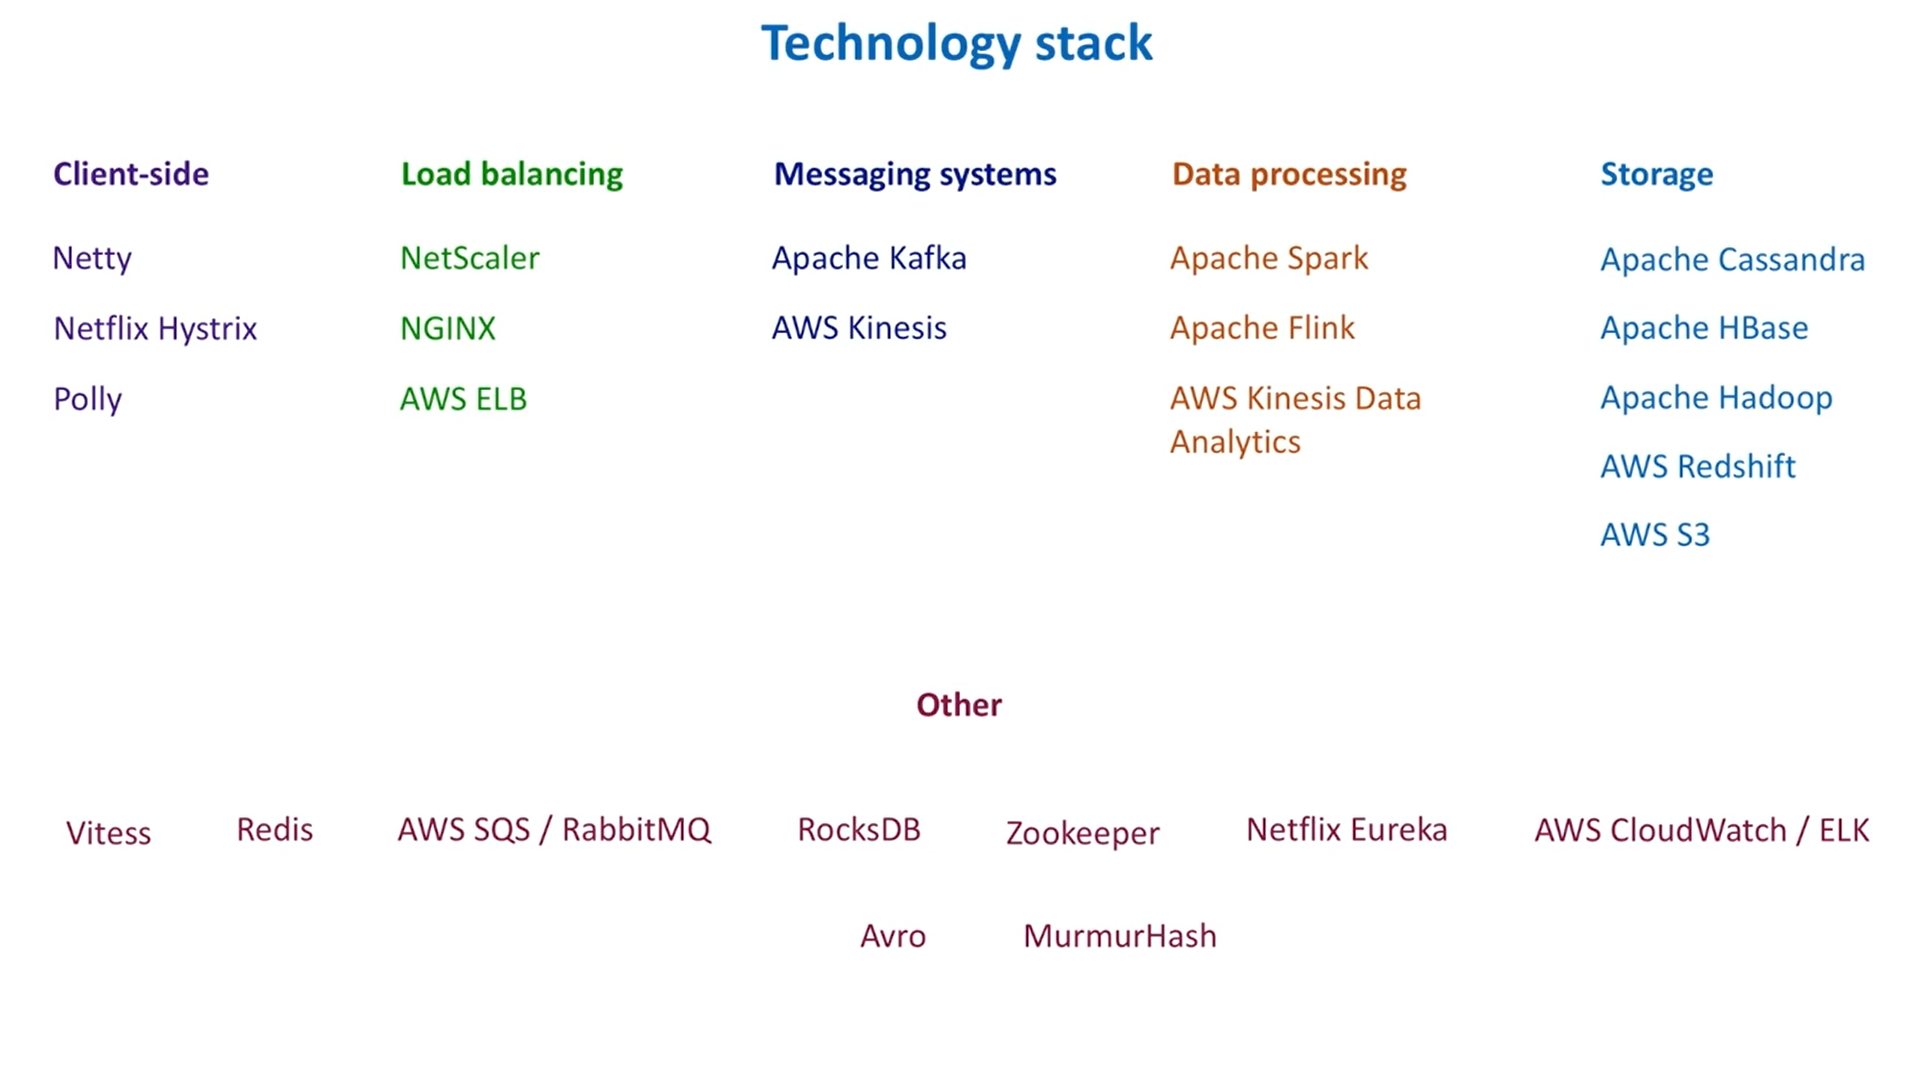 Technology stack
Client-side
Netty
Netflix Hystrix
Polly
Load balancing
NetScaler
NGINX
AWS ELB
Messaging systems
Apache Kafka
AWS Kinesis
Data processing
Apache Spark
Apache Flink
AWS Kinesis Data
Analytics
Storage
Apache Cassandra
Apache HBase
Apache Hadoop
AWS Redshift
AWS S3
Other
Vitess
Redis
AWS SQS / RabbitMQ
RocksDB
Zookeeper
Netflix Eureka
AWS CloudWatch / ELK
Avro
MurmurHash